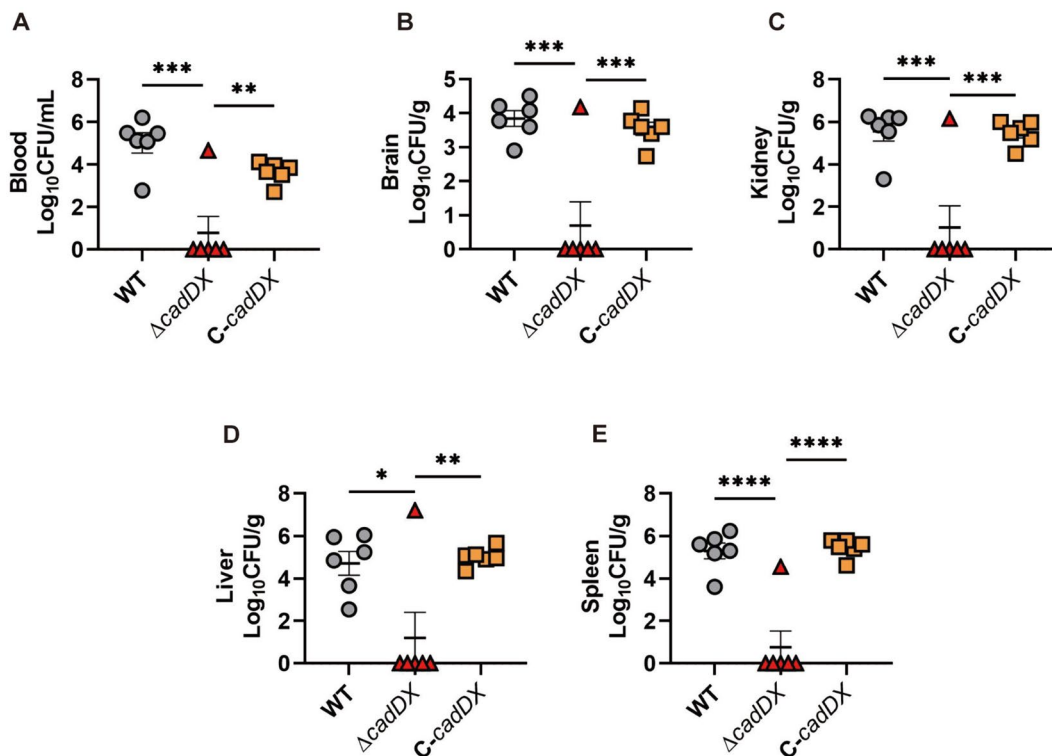 A
***
**
Blood
Log₁₀CFU/mL
8
6
4
2
0
WT
ΔcadDX
C-cadDX
B
***
***
Brain
Log₁₀CFU/g
5
4
3
2
1
0
WT
ΔcadDX
C-cadDX
C
***
***
Kidney
Log₁₀CFU/g
8
6
4
2
0
WT
ΔcadDX
C-cadDX
D
*
**
Liver
Log₁₀CFU/g
8
6
4
2
0
WT
ΔcadDX
C-cadDX
E
****
****
Spleen
Log₁₀CFU/g
8
6
4
2
0
WT
ΔcadDX
C-cadDX